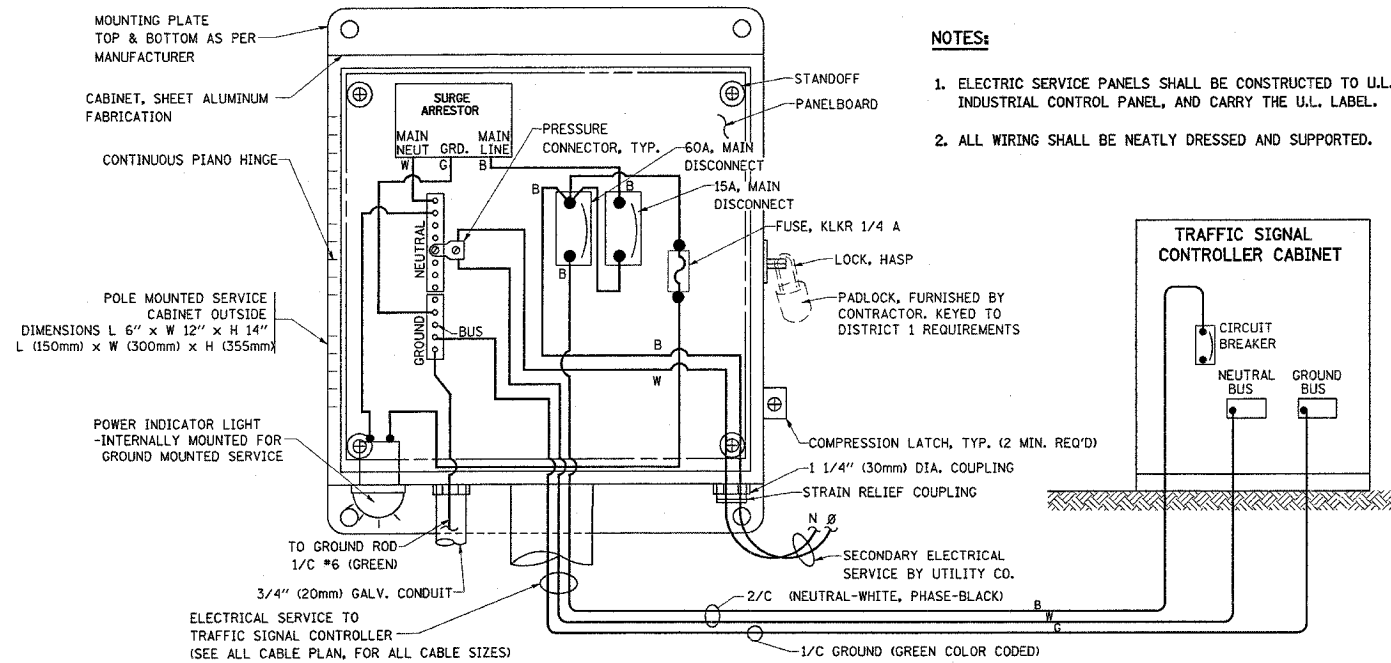 MOUNTING PLATE
TOP & BOTTOM AS PER
MANUFACTURER
CABINET, SHEET ALUMINUM
FABRICATION
CONTINUOUS PIANO HINGE
POLE MOUNTED SERVICE
CABINET OUTSIDE
DIMENSIONS L 6" x W 12" x H 14"
L (150mm) x W (300mm) x H (355mm)
POWER INDICATOR LIGHT
-INTERNALLY MOUNTED FOR
GROUND MOUNTED SERVICE
TO GROUND ROD
1/C #6 (GREEN)
3/4" (20mm) GALV. CONDUIT
ELECTRICAL SERVICE TO
TRAFFIC SIGNAL CONTROLLER
(SEE ALL CABLE PLAN, FOR ALL CABLE SIZES)
SURGE
ARRESTOR
MAIN
NEUT
GRD.
MAIN
LINE
W
G
B
PRESSURE
CONNECTOR, TYP.
NEUTRAL
GROUND
BUS
B
B
B
STANDOFF
PANELBOARD
60A, MAIN
DISCONNECT
15A, MAIN
DISCONNECT
FUSE, KLKR 1/4 A
LOCK, HASP
PADLOCK, FURNISHED BY
CONTRACTOR. KEYED TO
DISTRICT 1 REQUIREMENTS
B
W
COMPRESSION LATCH, TYP. (2 MIN. REQ'D)
1 1/4" (30mm) DIA. COUPLING
STRAIN RELIEF COUPLING
N Ø
SECONDARY ELECTRICAL
SERVICE BY UTILITY CO.
2/C (NEUTRAL-WHITE, PHASE-BLACK)
B
W
G
1/C GROUND (GREEN COLOR CODED)
NOTES:
1. ELECTRIC SERVICE PANELS SHALL BE CONSTRUCTED TO U.L.
INDUSTRIAL CONTROL PANEL, AND CARRY THE U.L. LABEL.
2. ALL WIRING SHALL BE NEATLY DRESSED AND SUPPORTED.
TRAFFIC SIGNAL
CONTROLLER CABINET
CIRCUIT
BREAKER
NEUTRAL
BUS
GROUND
BUS